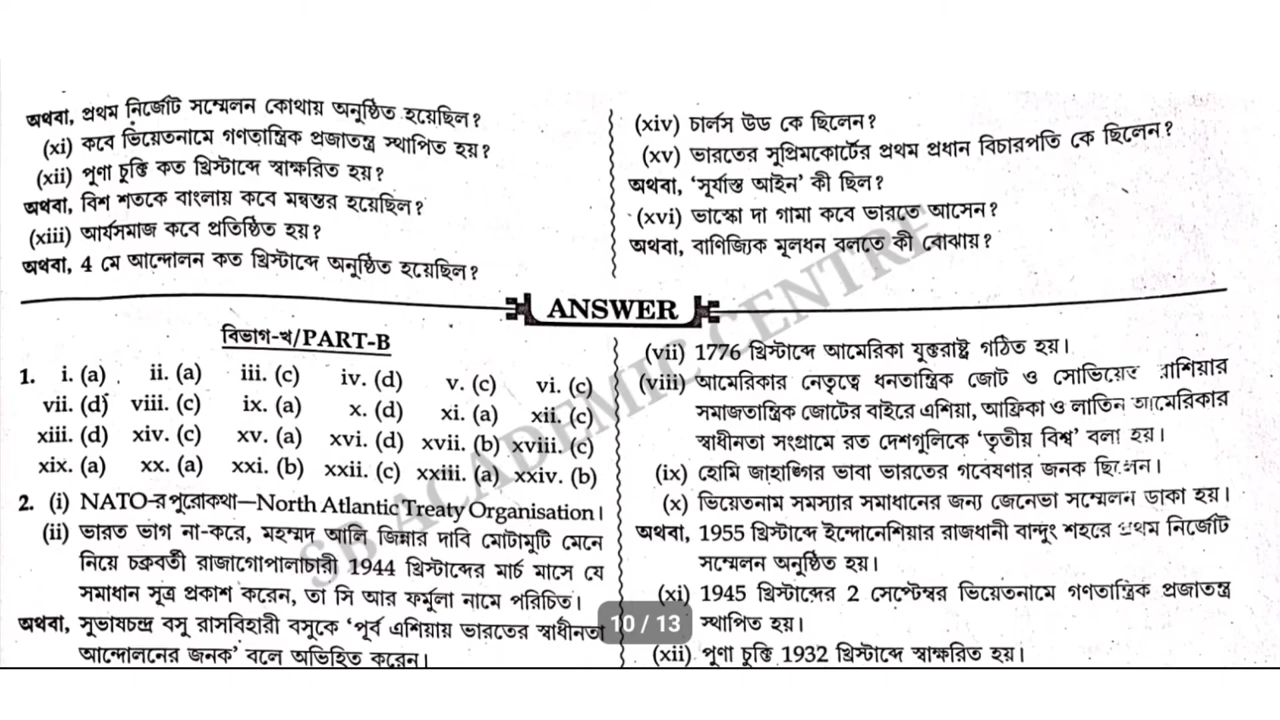 অথবা, প্রথম নির্জোট সম্মেলন কোথায় অনুষ্ঠিত হয়েছিল?
(xi) কবে ভিয়েতনামে গণতান্ত্রিক প্রজাতন্ত্র স্থাপিত হয়?
(xii) পুণা চুক্তি কত খ্রিস্টাব্দে স্বাক্ষরিত হয়?
অথবা, বিশ শতকে বাংলায় কবে মন্বন্তর হয়েছিল?
(xiii) আর্যসমাজ কবে প্রতিষ্ঠিত হয়?
অথবা, 4 মে আন্দোলন কত খ্রিস্টাব্দে অনুষ্ঠিত হয়েছিল?
(xiv) চার্লস উড কে ছিলেন?
(xv) ভারতের সুপ্রিমকোর্টের প্রথম প্রধান বিচারপতি কে ছিলেন?
অথবা, ‘সূর্যাস্ত আইন’ কী ছিল?
(xvi) ভাস্কো দা গামা কবে ভারতে আসেন?
অথবা, বাণিজ্যিক মূলধন বলতে কী বোঝায়?
ANSWER
বিভাগ-খ/PART-B
1. i. (a) ii. (a) iii. (c) iv. (d) v. (c) vi. (c)
vii. (d) viii. (c) ix. (a) x. (d) xi. (a) xii. (c)
xiii. (d) xiv. (c) xv. (a) xvi. (d) xvii. (b) xviii. (c)
xix. (a) xx. (a) xxi. (b) xxii. (c) xxiii. (a) xxiv. (b)
2. (i) NATO-র পুরোকথা—North Atlantic Treaty Organisation।
(ii) ভারত ভাগ না-করে, মহম্মদ আলি জিন্নার দাবি মোটামুটি মেনে
নিয়ে চক্রবর্তী রাজাগোপালাচারী 1944 খ্রিস্টাব্দের মার্চ মাসে যে
সমাধান সূত্র প্রকাশ করেন, তা সি আর ফর্মুলা নামে পরিচিত।
অথবা, সুভাষচন্দ্র বসু রাসবিহারী বসুকে ‘পূর্ব এশিয়ায় ভারতের স্বাধীনতা
আন্দোলনের জনক’ বলে অভিহিত করেন।
(vii) 1776 খ্রিস্টাব্দে আমেরিকা যুক্তরাষ্ট্র গঠিত হয়।
(viii) আমেরিকার নেতৃত্বে ধনতান্ত্রিক জোট ও সোভিয়েত রাশিয়ার
সমাজতান্ত্রিক জোটের বাইরে এশিয়া, আফ্রিকা ও লাতিন আমেরিকার
স্বাধীনতা সংগ্রামে রত দেশগুলিকে ‘তৃতীয় বিশ্ব’ বলা হয়।
(ix) হোমি জাহাঙ্গির ভাবা ভারতের গবেষণার জনক ছিলেন।
(x) ভিয়েতনাম সমস্যার সমাধানের জন্য জেনেভা সম্মেলন ডাকা হয়।
অথবা, 1955 খ্রিস্টাব্দে ইন্দোনেশিয়ার রাজধানী বান্দুং শহরে প্রথম নির্জোট
সম্মেলন অনুষ্ঠিত হয়।
(xi) 1945 খ্রিস্টাব্দের 2 সেপ্টেম্বর ভিয়েতনামে গণতান্ত্রিক প্রজাতন্ত্র
স্থাপিত হয়।
(xii) পুণা চুক্তি 1932 খ্রিস্টাব্দে স্বাক্ষরিত হয়।
SB ACADEMIC CENTRE
10 / 13